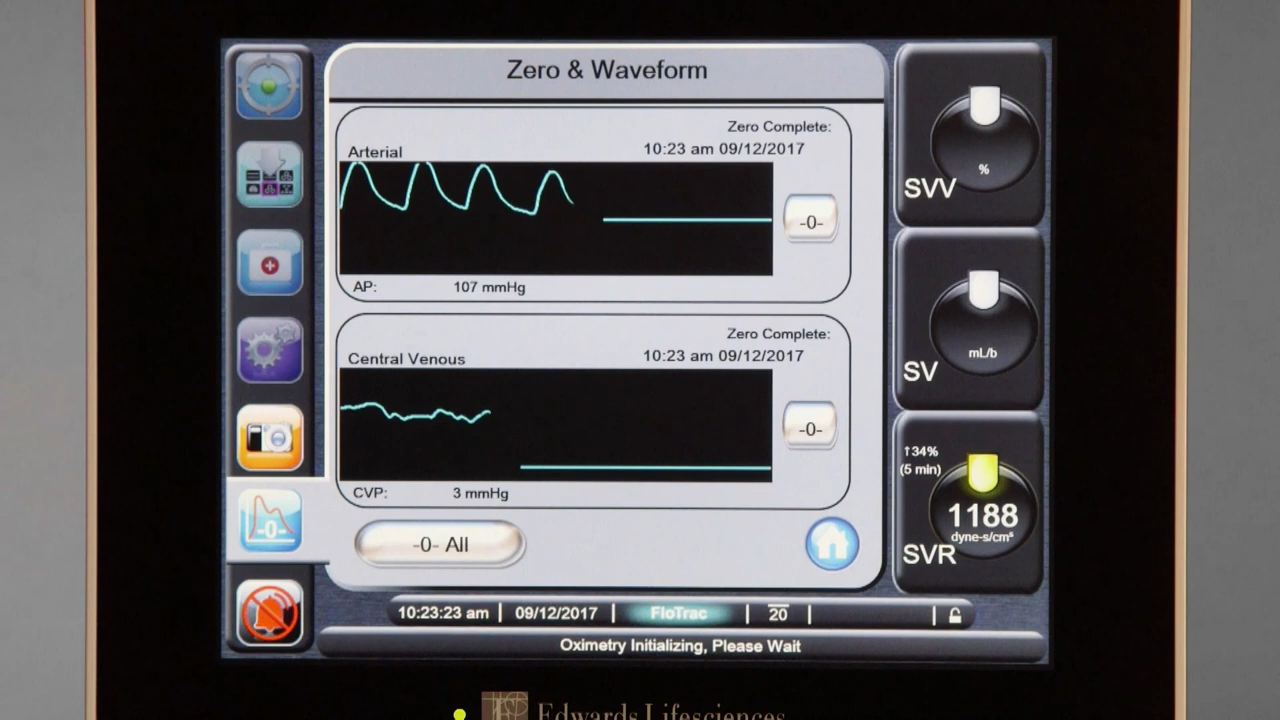 Zero & Waveform
Zero Complete:
Arterial
10:23 am 09/12/2017
-0-
AP: 107 mmHg
Zero Complete:
Central Venous
10:23 am 09/12/2017
-0-
CVP: 3 mmHg
-0- All
-0-
%
SVV
mL/b
SV
↑34%
(5 min)
1188
dyne-s/cm⁵
SVR
10:23:23 am | 09/12/2017 | FloTrac | 20 |
Oximetry Initializing, Please Wait
Edwards Lifesciences